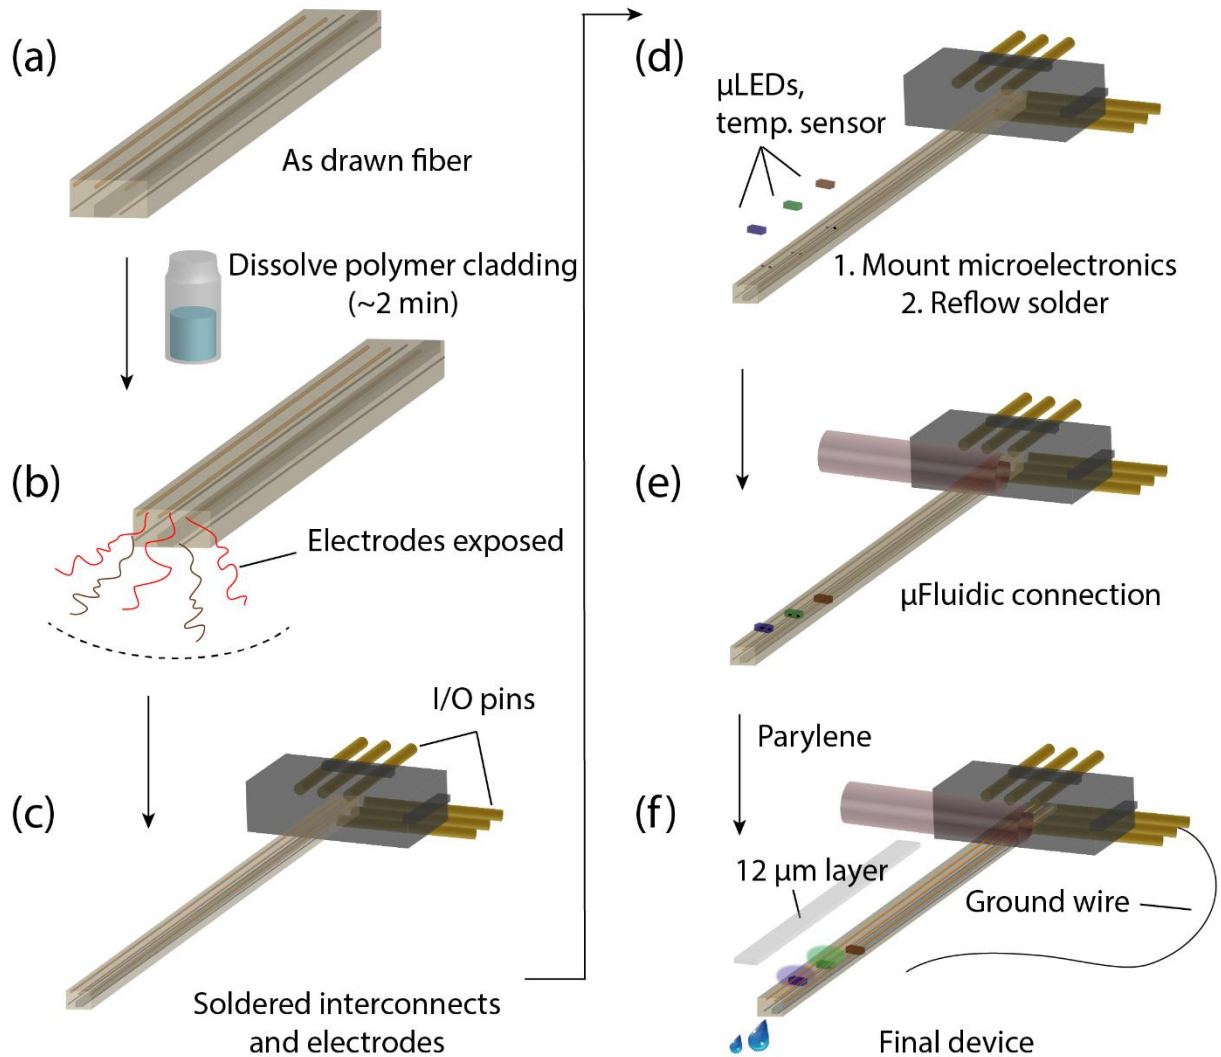 (a)
As drawn fiber
Dissolve polymer cladding
(~2 min)
(b)
Electrodes exposed
I/O pins
(c)
Soldered interconnects
and electrodes
(d)
µLEDs,
temp. sensor
1. Mount microelectronics
2. Reflow solder
(e)
µFluidic connection
Parylene
(f)
12 µm layer
Ground wire
Final device